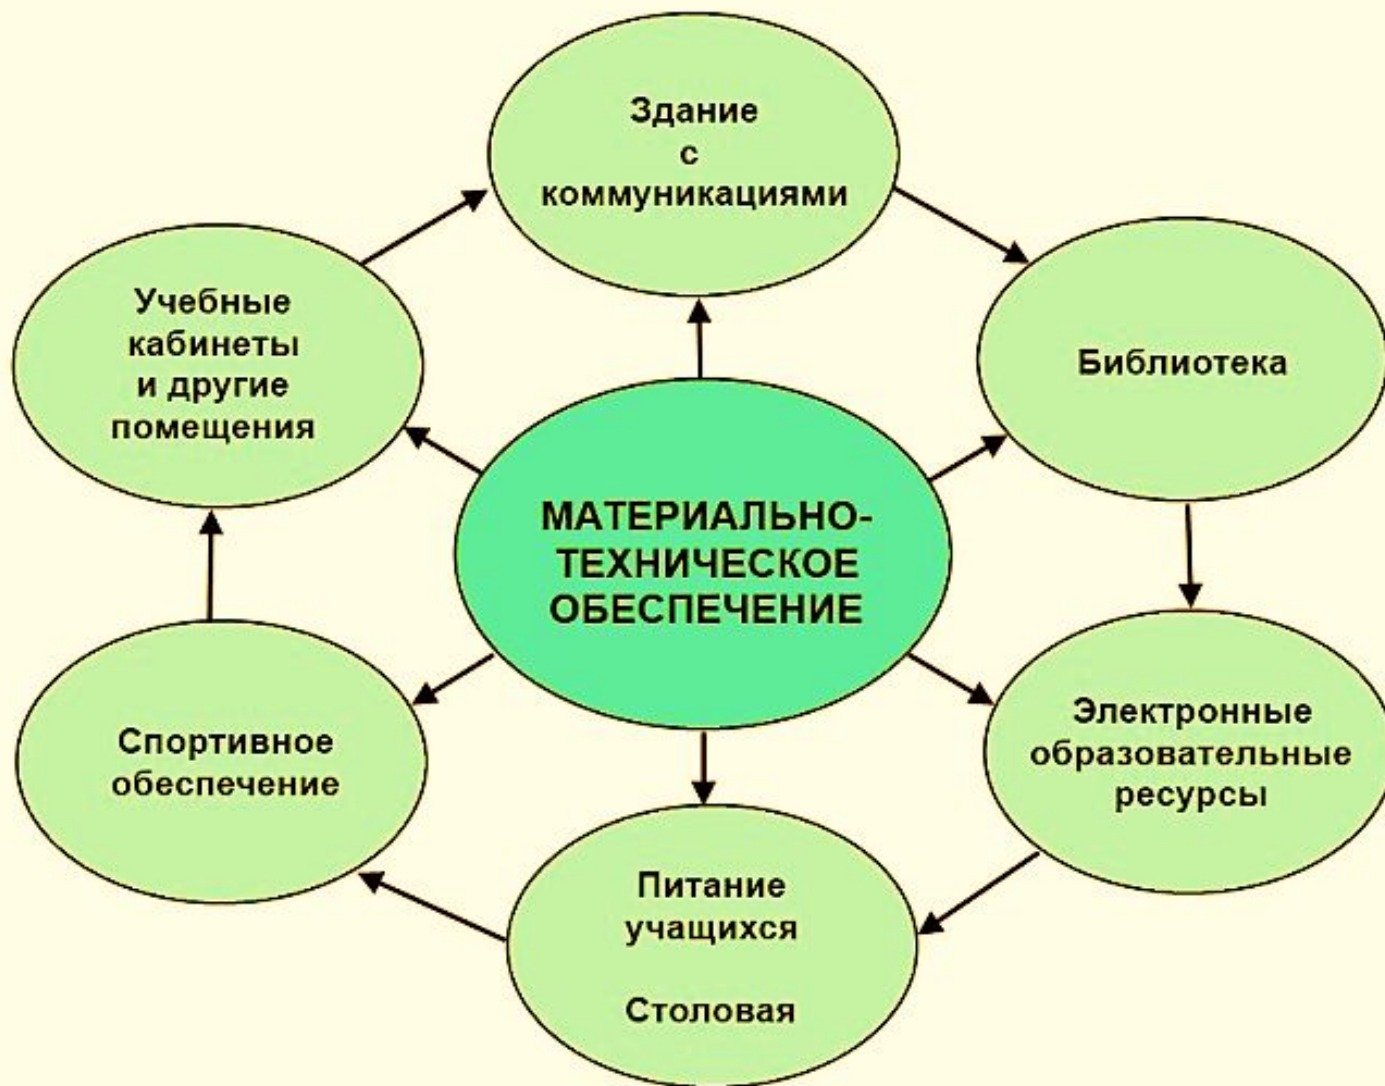 Здание
с
коммуникациями
Учебные
кабинеты
и другие
помещения
Библиотека
МАТЕРИАЛЬНО-
ТЕХНИЧЕСКОЕ
ОБЕСПЕЧЕНИЕ
Спортивное
обеспечение
Электронные
образовательные
ресурсы
Питание
учащихся
Столовая